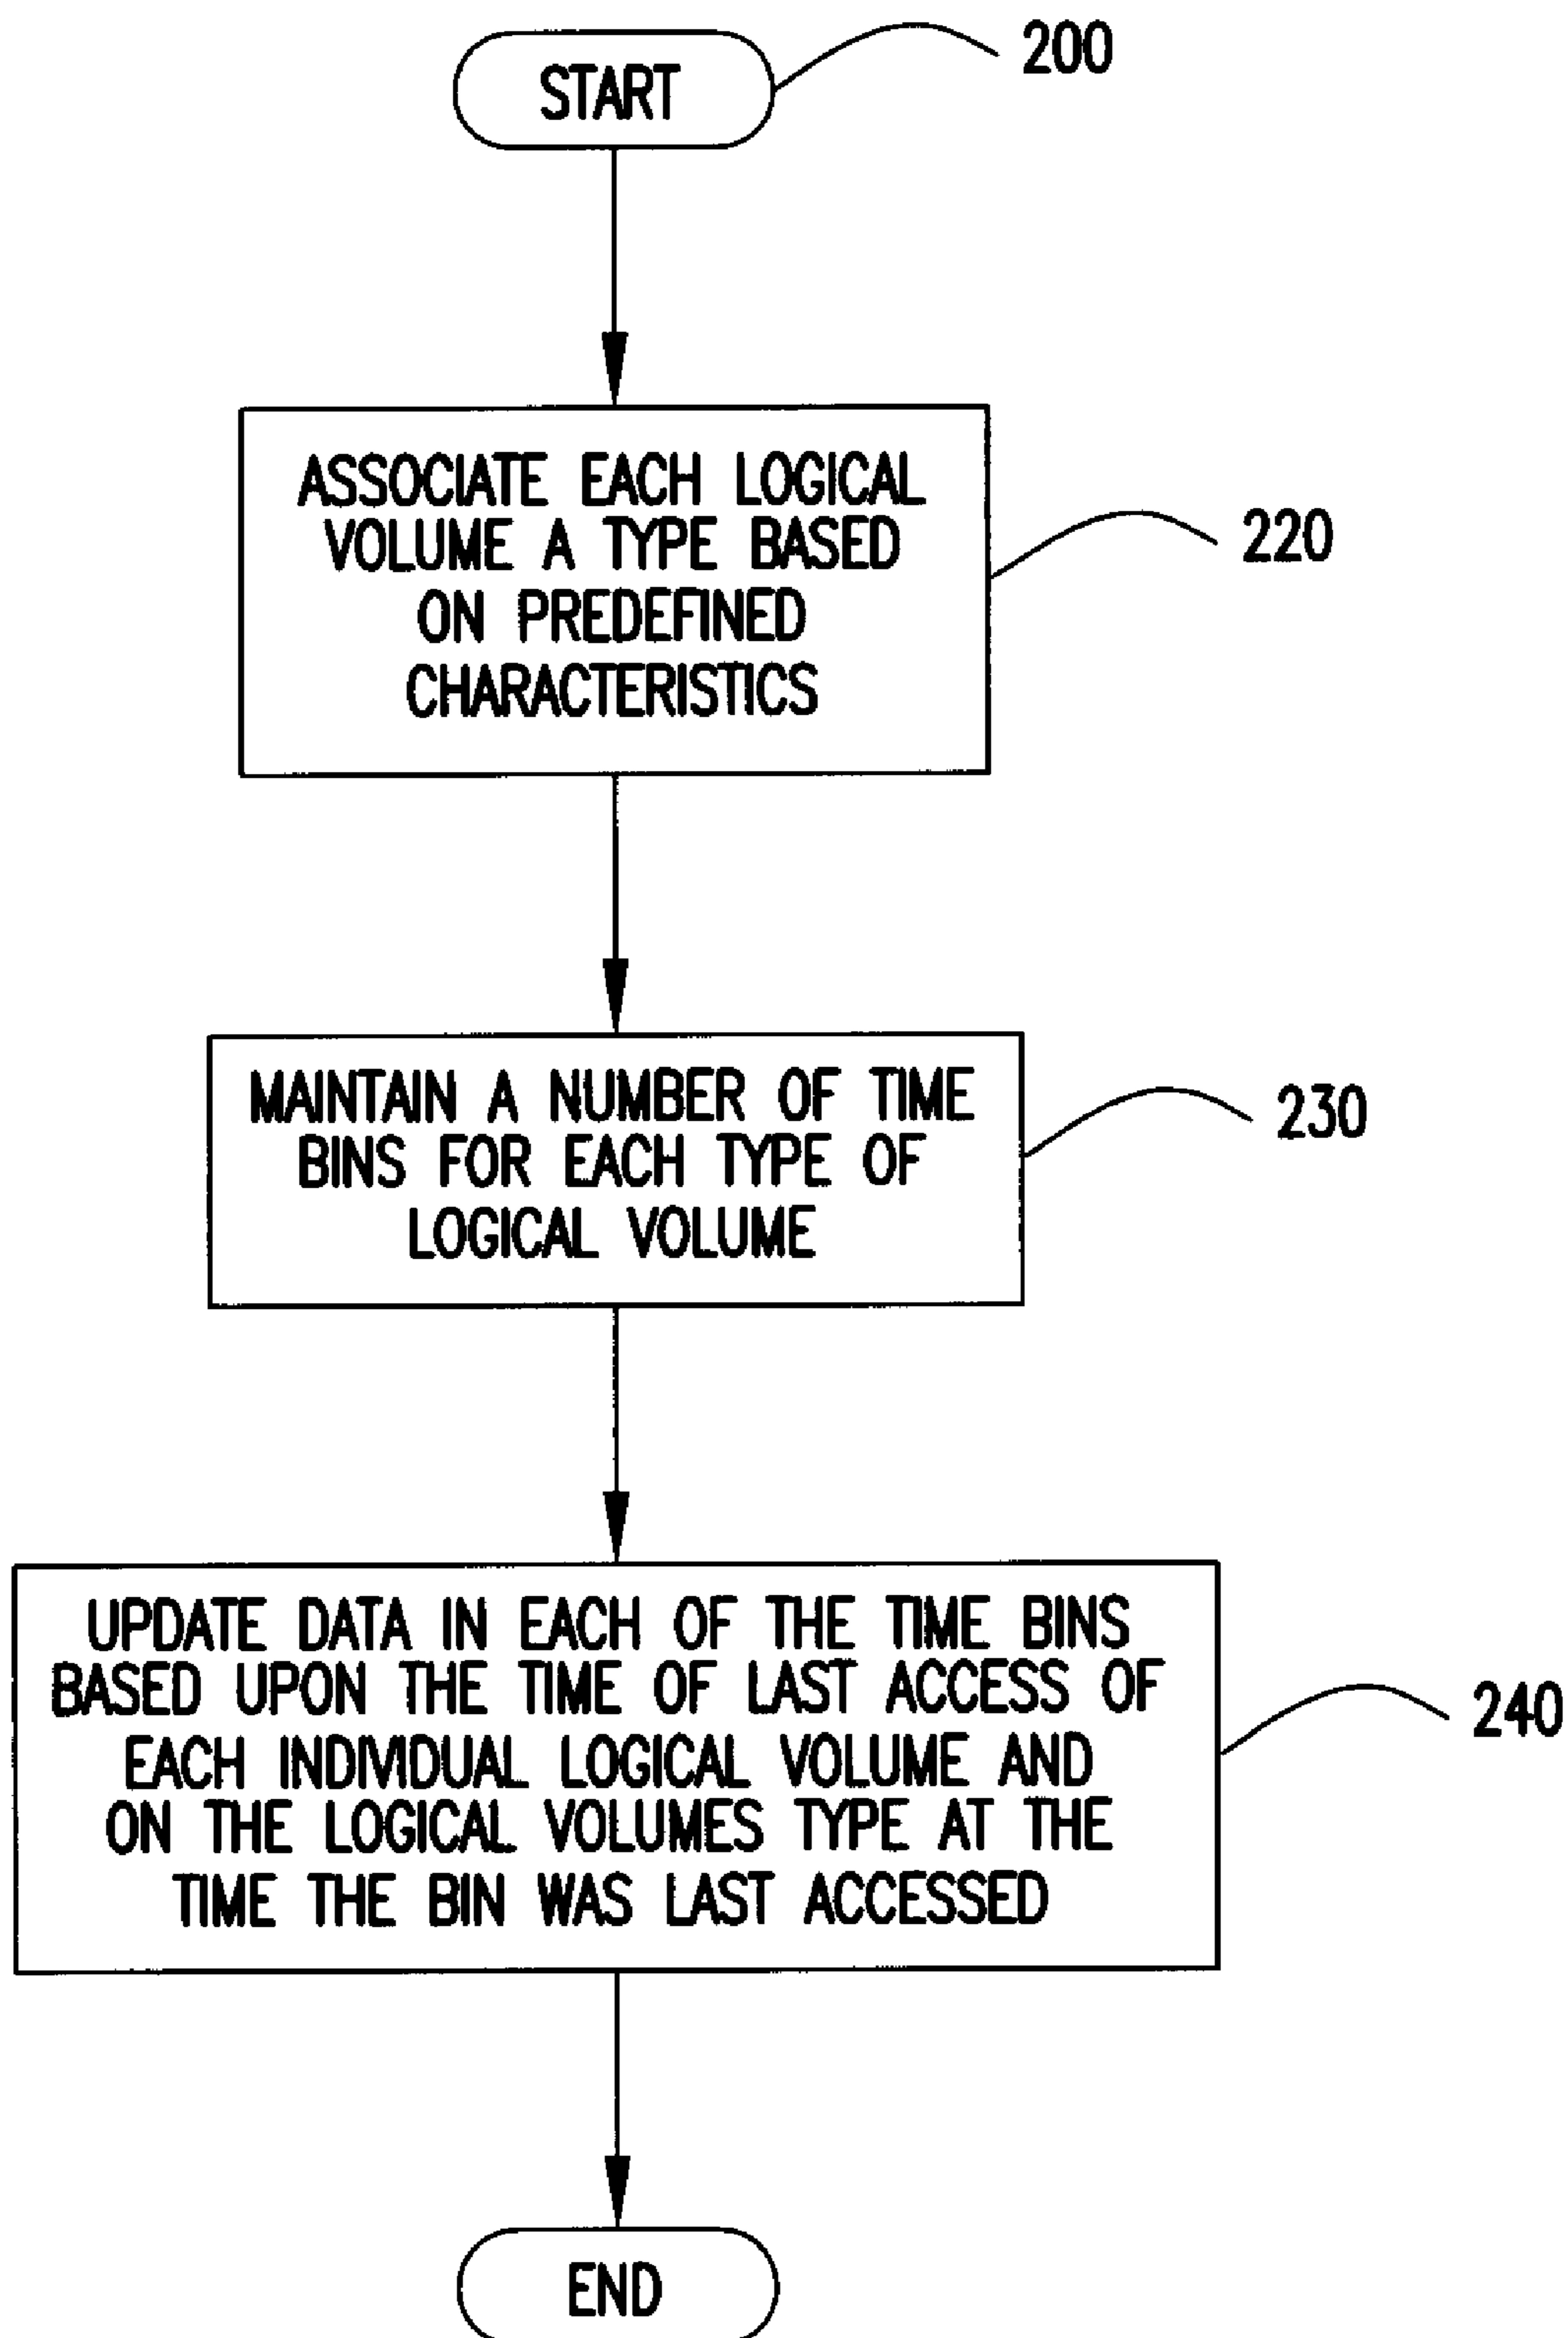 START
200
ASSOCIATE EACH LOGICAL
VOLUME A TYPE BASED
ON PREDEFINED
CHARACTERISTICS
220
MAINTAIN A NUMBER OF TIME
BINS FOR EACH TYPE OF
LOGICAL VOLUME
230
UPDATE DATA IN EACH OF THE TIME BINS
BASED UPON THE TIME OF LAST ACCESS OF
EACH INDIVIDUAL LOGICAL VOLUME AND
ON THE LOGICAL VOLUMES TYPE AT THE
TIME THE BIN WAS LAST ACCESSED
240
END